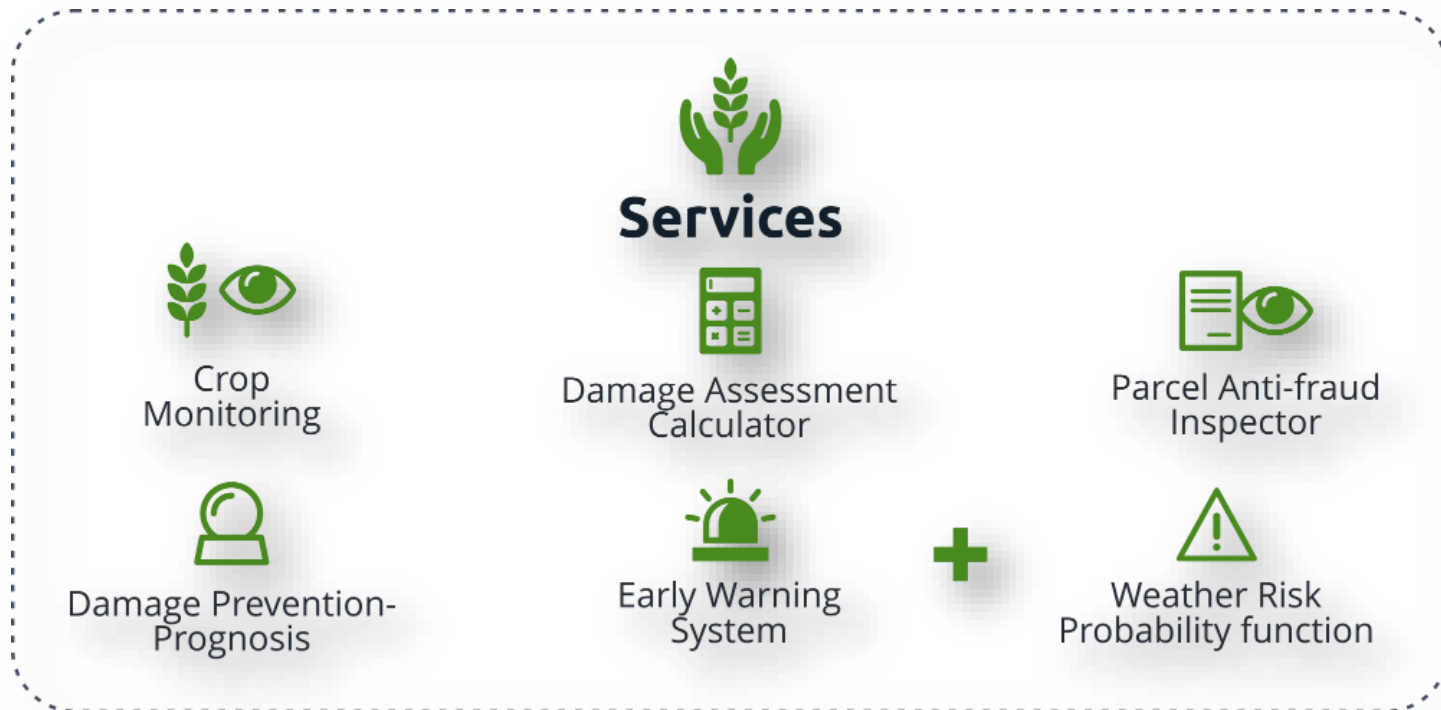 Services
Crop
Monitoring
Damage Assessment
Calculator
Parcel Anti-fraud
Inspector
Damage Prevention-
Prognosis
Early Warning
System
Weather Risk
Probability function